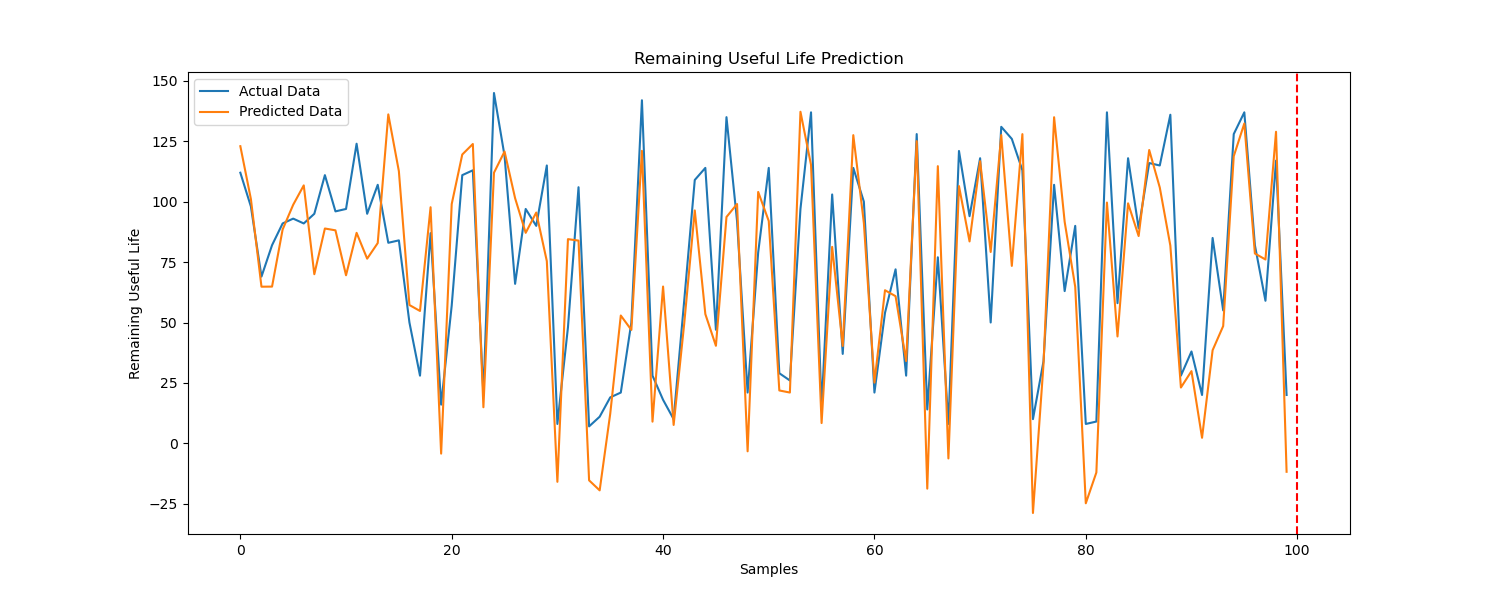 Remaining Useful Life Prediction
Actual Data
Predicted Data
Remaining Useful Life
150
125
100
75
50
25
0
−25
0 20 40 60 80 100
Samples